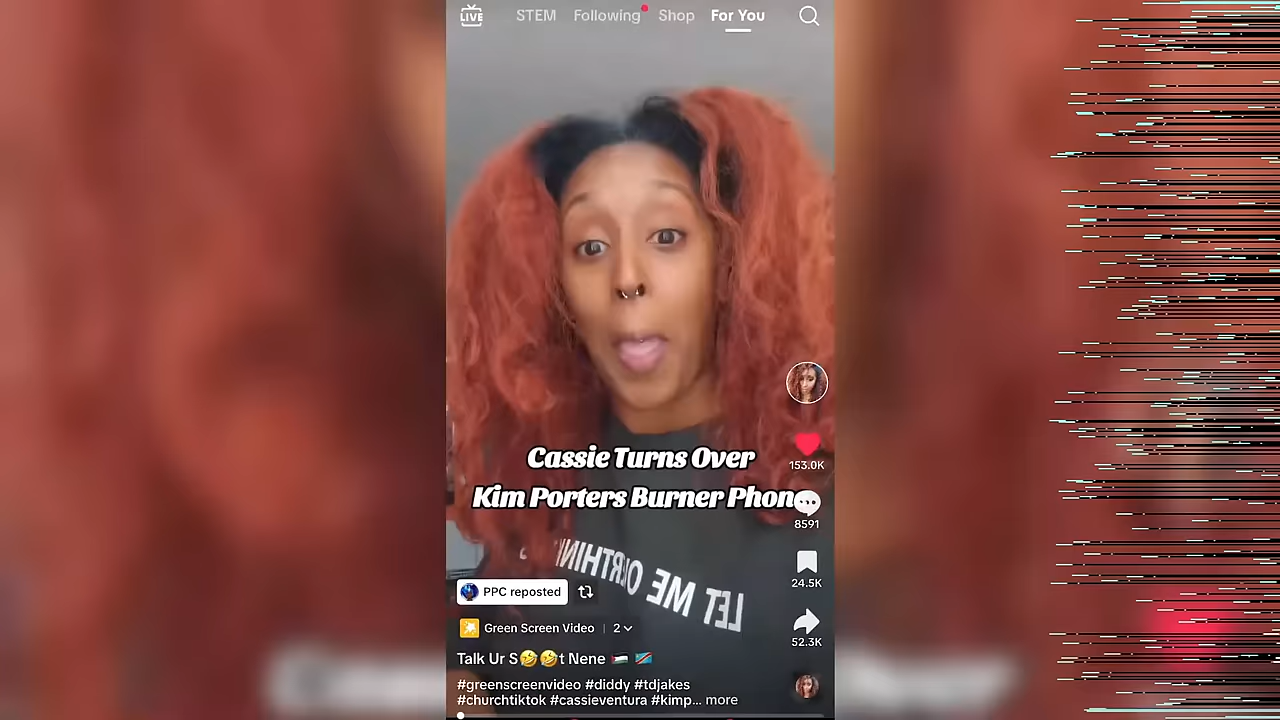 LIVE
STEM Following Shop For You
Cassie Turns Over
Kim Porters Burner Phon
153.0K
8591
24.5K
52.3K
LET ME
PPC reposted
Green Screen Video | 2
Talk Ur S🤣🤣t Nene 🇵🇸 🇨🇩
#greenscreenvideo #diddy #tdjakes
#searchtiktok #cassieventura #kimp... more